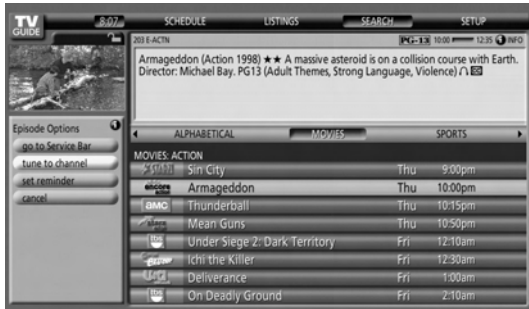 TV GUIDE
8:07
SCHEDULE LISTINGS SEARCH SETUP
203 E-ACTN PG-13 10:00 12:35 INFO
Armageddon (Action 1998) ★★ A massive asteroid is on a collision course with Earth.
Director: Michael Bay. PG13 (Adult Themes, Strong Language, Violence)
Episode Options
go to Service Bar
tune to channel
set reminder
cancel
ALPHABETICAL MOVIES SPORTS
MOVIES: ACTION
Sin City Thu 9:00pm
encore action Armageddon Thu 10:00pm
amc Thunderball Thu 10:15pm
Mean Guns Thu 10:50pm
tbs Under Siege 2: Dark Territory Fri 12:10am
Ichi the Killer Fri 12:30am
Deliverance Fri 1:00am
tbs On Deadly Ground Fri 2:10am